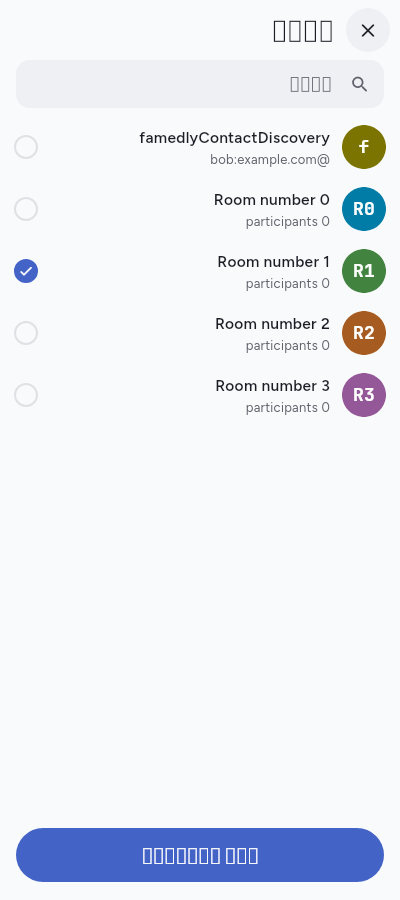 famedlyContactDiscovery
bob:example.com@
f
Room number 0
participants 0
R0
Room number 1
participants 0
R1
Room number 2
participants 0
R2
Room number 3
participants 0
R3